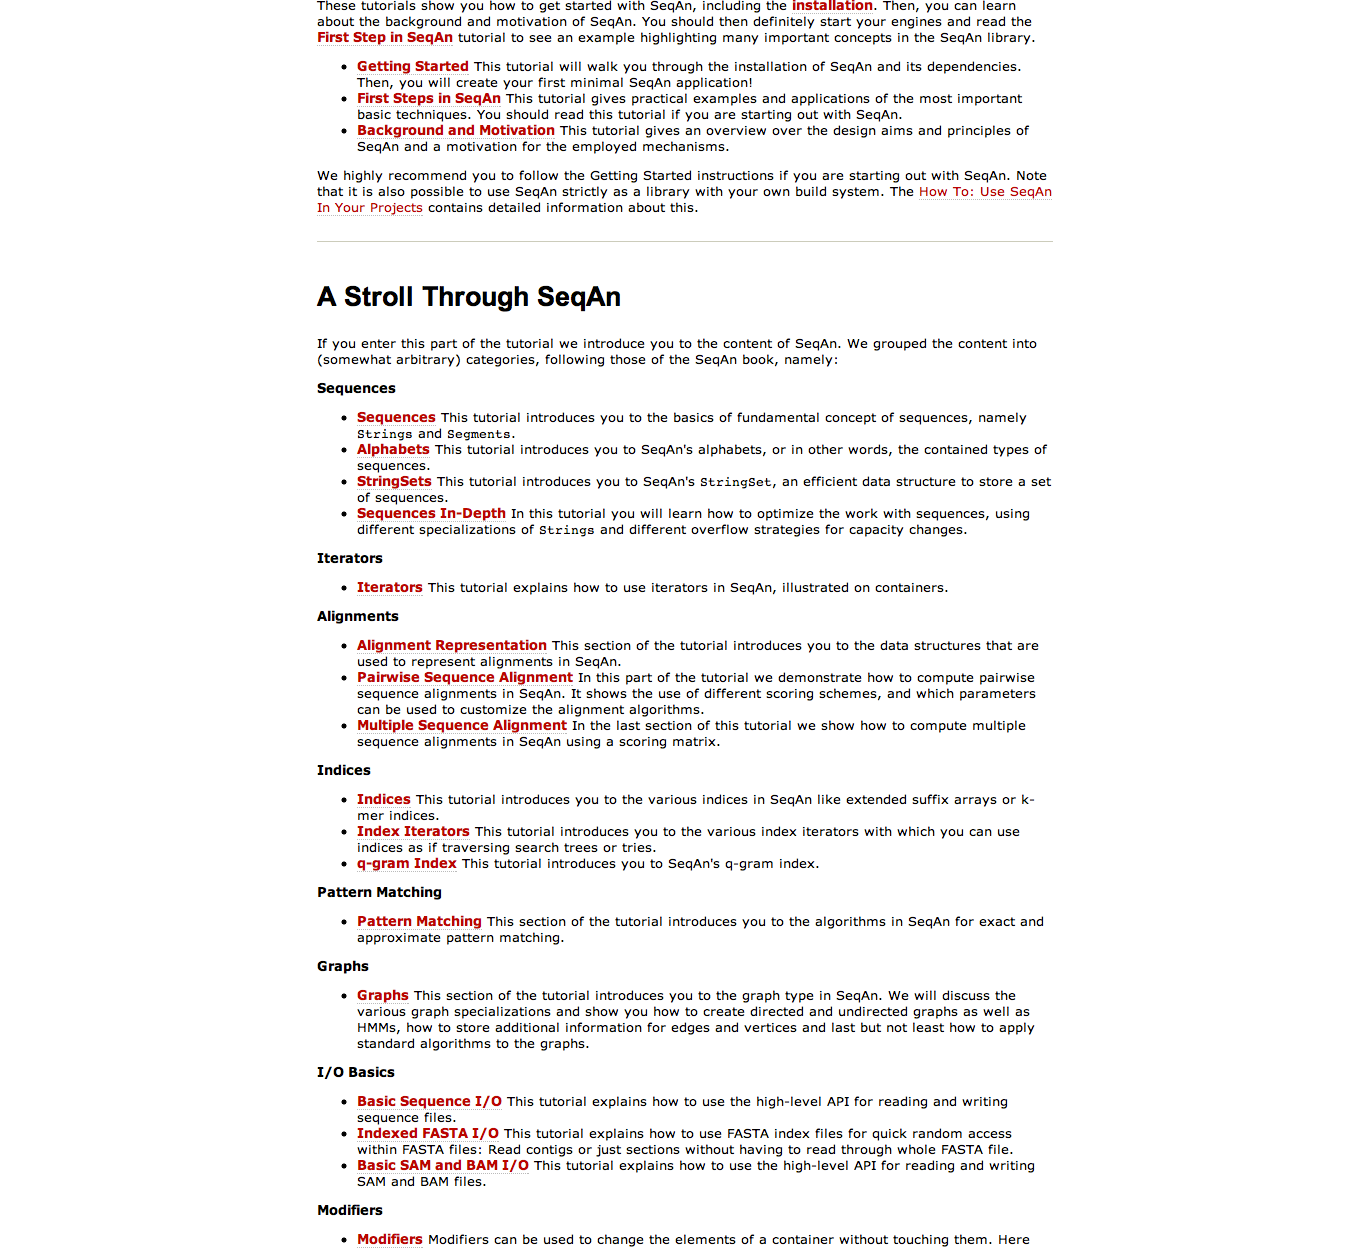 These tutorials show you how to get started with SeqAn, including the installation. Then, you can learn
about the background and motivation of SeqAn. You should then definitely start your engines and read the
First Step in SeqAn tutorial to see an example highlighting many important concepts in the SeqAn library.
• Getting Started This tutorial will walk you through the installation of SeqAn and its dependencies.
Then, you will create your first minimal SeqAn application!
• First Steps in SeqAn This tutorial gives practical examples and applications of the most important
basic techniques. You should read this tutorial if you are starting out with SeqAn.
• Background and Motivation This tutorial gives an overview over the design aims and principles of
SeqAn and a motivation for the employed mechanisms.
We highly recommend you to follow the Getting Started instructions if you are starting out with SeqAn. Note
that it is also possible to use SeqAn strictly as a library with your own build system. The How To: Use SeqAn
In Your Projects contains detailed information about this.
A Stroll Through SeqAn
If you enter this part of the tutorial we introduce you to the content of SeqAn. We grouped the content into
(somewhat arbitrary) categories, following those of the SeqAn book, namely:
Sequences
• Sequences This tutorial introduces you to the basics of fundamental concept of sequences, namely
Strings and Segments.
• Alphabets This tutorial introduces you to SeqAn's alphabets, or in other words, the contained types of
sequences.
• StringSets This tutorial introduces you to SeqAn's StringSet, an efficient data structure to store a set
of sequences.
• Sequences In-Depth In this tutorial you will learn how to optimize the work with sequences, using
different specializations of Strings and different overflow strategies for capacity changes.
Iterators
• Iterators This tutorial explains how to use iterators in SeqAn, illustrated on containers.
Alignments
• Alignment Representation This section of the tutorial introduces you to the data structures that are
used to represent alignments in SeqAn.
• Pairwise Sequence Alignment In this part of the tutorial we demonstrate how to compute pairwise
sequence alignments in SeqAn. It shows the use of different scoring schemes, and which parameters
can be used to customize the alignment algorithms.
• Multiple Sequence Alignment In the last section of this tutorial we show how to compute multiple
sequence alignments in SeqAn using a scoring matrix.
Indices
• Indices This tutorial introduces you to the various indices in SeqAn like extended suffix arrays or k-
mer indices.
• Index Iterators This tutorial introduces you to the various index iterators with which you can use
indices as if traversing search trees or tries.
• q-gram Index This tutorial introduces you to SeqAn's q-gram index.
Pattern Matching
• Pattern Matching This section of the tutorial introduces you to the algorithms in SeqAn for exact and
approximate pattern matching.
Graphs
• Graphs This section of the tutorial introduces you to the graph type in SeqAn. We will discuss the
various graph specializations and show you how to create directed and undirected graphs as well as
HMMs, how to store additional information for edges and vertices and last but not least how to apply
standard algorithms to the graphs.
I/O Basics
• Basic Sequence I/O This tutorial explains how to use the high-level API for reading and writing
sequence files.
• Indexed FASTA I/O This tutorial explains how to use FASTA index files for quick random access
within FASTA files: Read contigs or just sections without having to read through whole FASTA file.
• Basic SAM and BAM I/O This tutorial explains how to use the high-level API for reading and writing
SAM and BAM files.
Modifiers
• Modifiers Modifiers can be used to change the elements of a container without touching them. Here